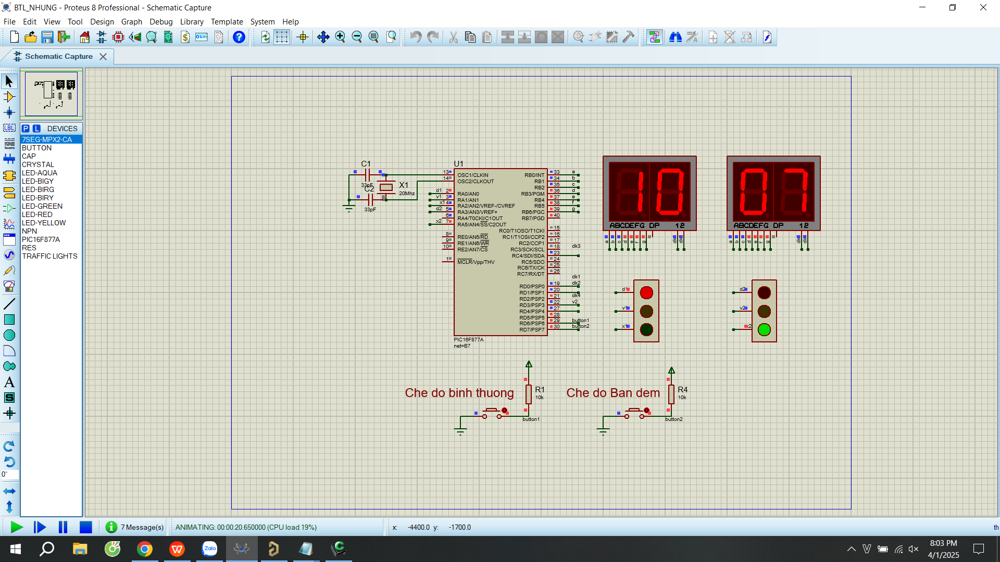 BTL_NHUNG - Proteus 8 Professional - Schematic Capture
File Edit View Tool Design Graph Debug Library Template System Help
Schematic Capture
P L DEVICES
7SEG-MPX2-CA
BUTTON
CAP
CRYSTAL
LED-AQUA
LED-BIGY
LED-BIRG
LED-BIRY
LED-GREEN
LED-RED
LED-YELLOW
NPN
PIC16F877A
RES
TRAFFIC LIGHTS
LBL
A
S
0°
C1
33pF
C2
33pF
X1
20Mhz
U1
13 OSC1/CLKIN
14 OSC2/CLKOUT
d1 2 RA0/AN0
v1 3 RA1/AN1
x1 4 RA2/AN2/VREF-/CVREF
d2 5 RA3/AN3/VREF+
6 RA4/T0CKI/C1OUT
x2 7 RA5/AN4/SS/C2OUT
8 RE0/AN5/RD
9 RE1/AN6/WR
10 RE2/AN7/CS
1 MCLR/Vpp/THV
RB0/INT 33 a
RB1 34 b
RB2 35 c
RB3/PGM 36 d
RB4 37 e
RB5 38 f
RB6/PGC 39 g
RB7/PGD 40
RC0/T1OSO/T1CKI 15
RC1/T1OSI/CCP2 16
RC2/CCP1 17
RC3/SCK/SCL 18 dk3
RC4/SDI/SDA 23
RC5/SDO 24
RC6/TX/CK 25
RC7/RX/DT 26
dk1
RD0/PSP0 19 dk2
RD1/PSP1 20
RD2/PSP2 21 dk4
RD3/PSP3 22 v2
RD4/PSP4 27
RD5/PSP5 28
RD6/PSP6 29 button1
RD7/PSP7 30 button2
PIC16F877A
net=B7
10
ABCDEFG DP 12
a b c d e f g
07
ABCDEFG DP 12
a b c d e f g
d1
v1
x1
d2
v2
x2
Che do binh thuong
R1
10k
button1
Che do Ban dem
R4
10k
button2
7 Message(s)
ANIMATING: 00:00:20.650000 (CPU load 19%)
x: -4400.0 y: -1700.0
th
Zalo
8:03 PM
4/1/2025